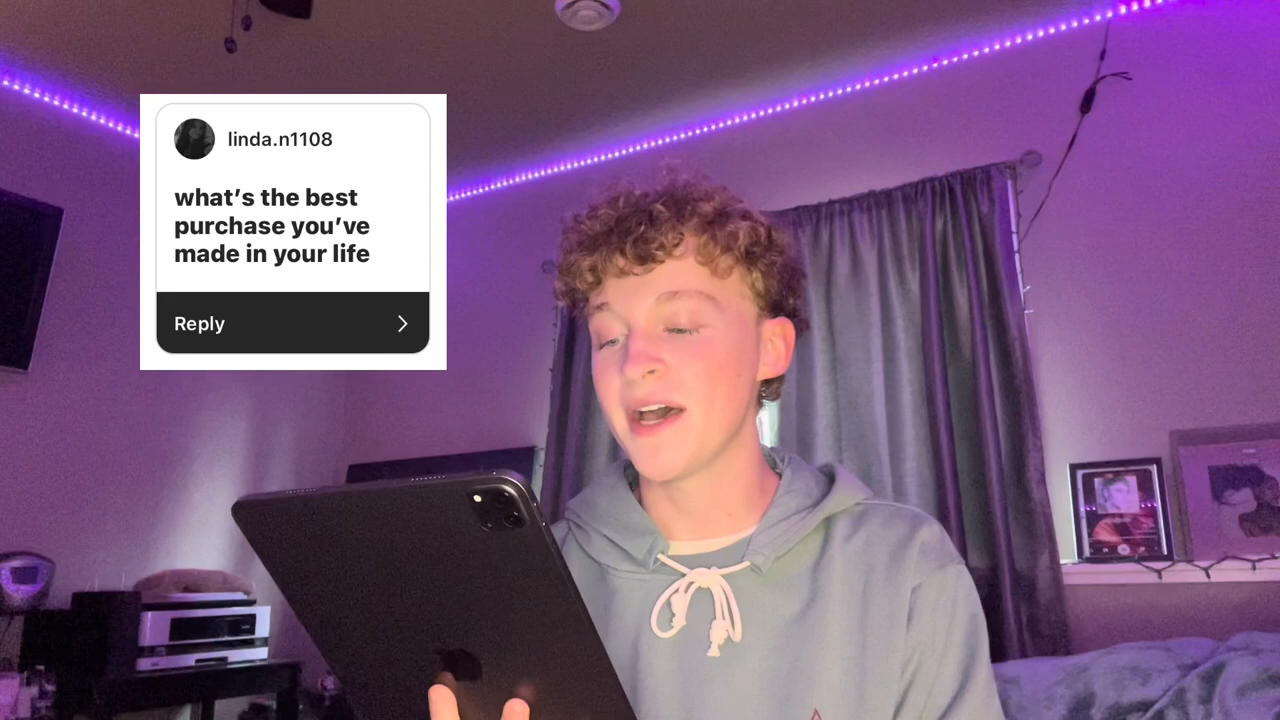 linda.n1108
what’s the best
purchase you’ve
made in your life
Reply